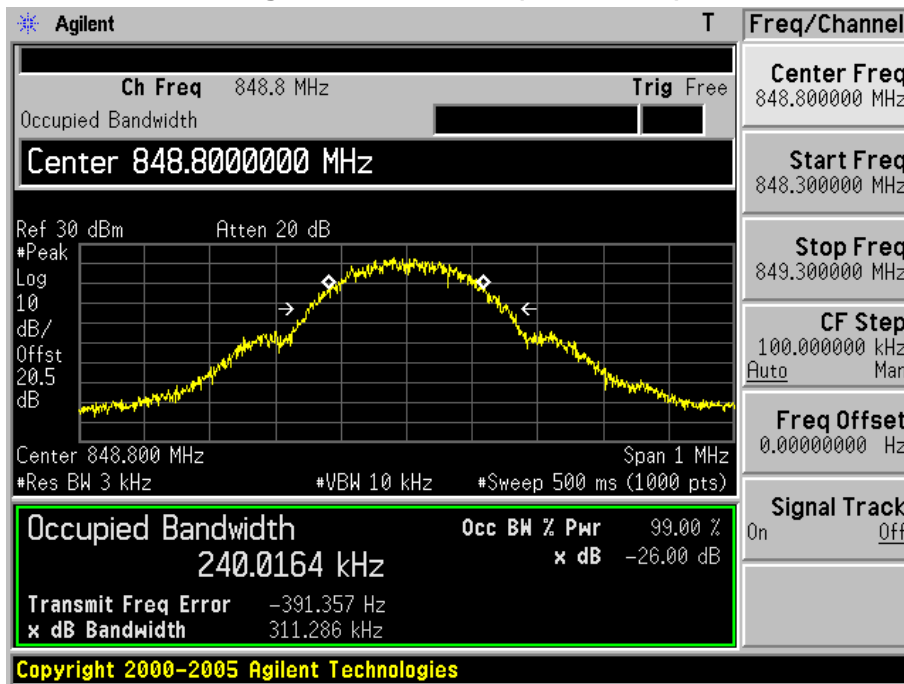 Agilent T Freq/Channel
Ch Freq 848.8 MHz Trig Free
Occupied Bandwidth
Center 848.8000000 MHz
Ref 30 dBm Atten 20 dB
#Peak
Log
10
dB/
Offst
20.5
dB
Center 848.800 MHz Span 1 MHz
#Res BW 3 kHz #VBW 10 kHz #Sweep 500 ms (1000 pts)
Occupied Bandwidth Occ BW % Pwr 99.00 %
240.0164 kHz x dB -26.00 dB
Transmit Freq Error -391.357 Hz
x dB Bandwidth 311.286 kHz
Copyright 2000-2005 Agilent Technologies
Center Freq
848.800000 MHz
Start Freq
848.300000 MHz
Stop Freq
849.300000 MHz
CF Step
100.000000 kHz
Auto Man
Freq Offset
0.00000000 Hz
Signal Track
On Off